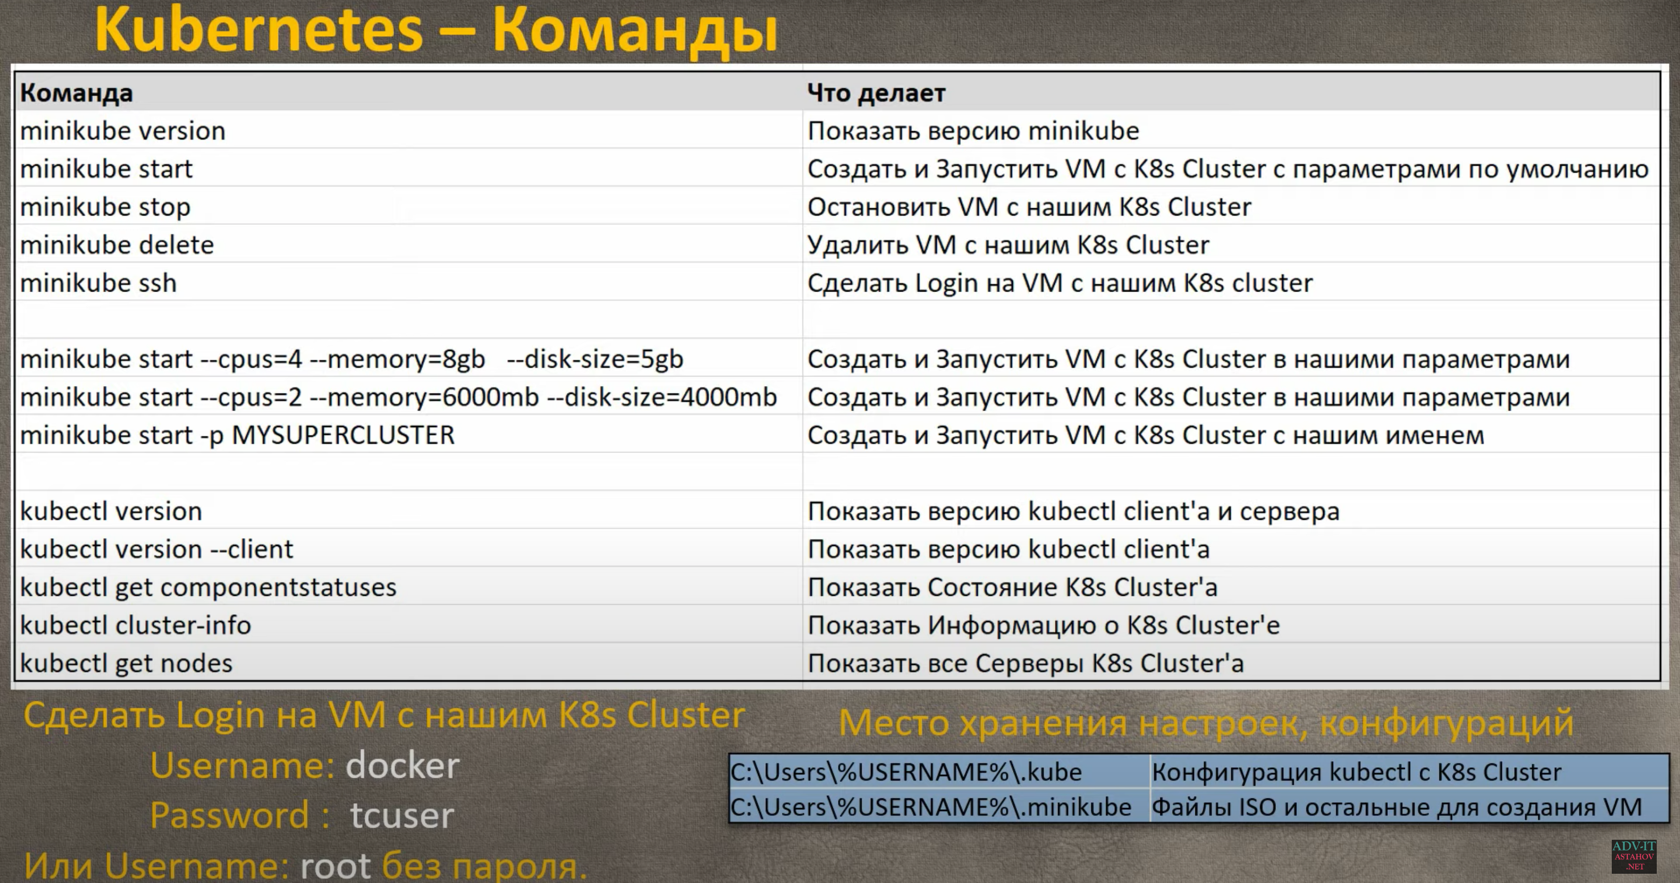 Kubernetes – Команды
Команда Что делает
minikube version Показать версию minikube
minikube start Создать и Запустить VM с K8s Cluster с параметрами по умолчанию
minikube stop Остановить VM с нашим K8s Cluster
minikube delete Удалить VM с нашим K8s Cluster
minikube ssh Сделать Login на VM с нашим K8s cluster
minikube start --cpus=4 --memory=8gb --disk-size=5gb Создать и Запустить VM с K8s Cluster в нашими параметрами
minikube start --cpus=2 --memory=6000mb --disk-size=4000mb Создать и Запустить VM с K8s Cluster в нашими параметрами
minikube start -p MYSUPERCLUSTER Создать и Запустить VM с K8s Cluster с нашим именем
kubectl version Показать версию kubectl client'а и сервера
kubectl version --client Показать версию kubectl client'а
kubectl get componentstatuses Показать Состояние K8s Cluster'а
kubectl cluster-info Показать Информацию о K8s Cluster'е
kubectl get nodes Показать все Серверы K8s Cluster'а
Сделать Login на VM с нашим K8s Cluster
Username: docker
Password : tcuser
Или Username: root без пароля.
Место хранения настроек, конфигураций
C:\Users\%USERNAME%\.kube Конфигурация kubectl с K8s Cluster
C:\Users\%USERNAME%\.minikube Файлы ISO и остальные для создания VM
ADV-IT
ASTAHOV
.NET